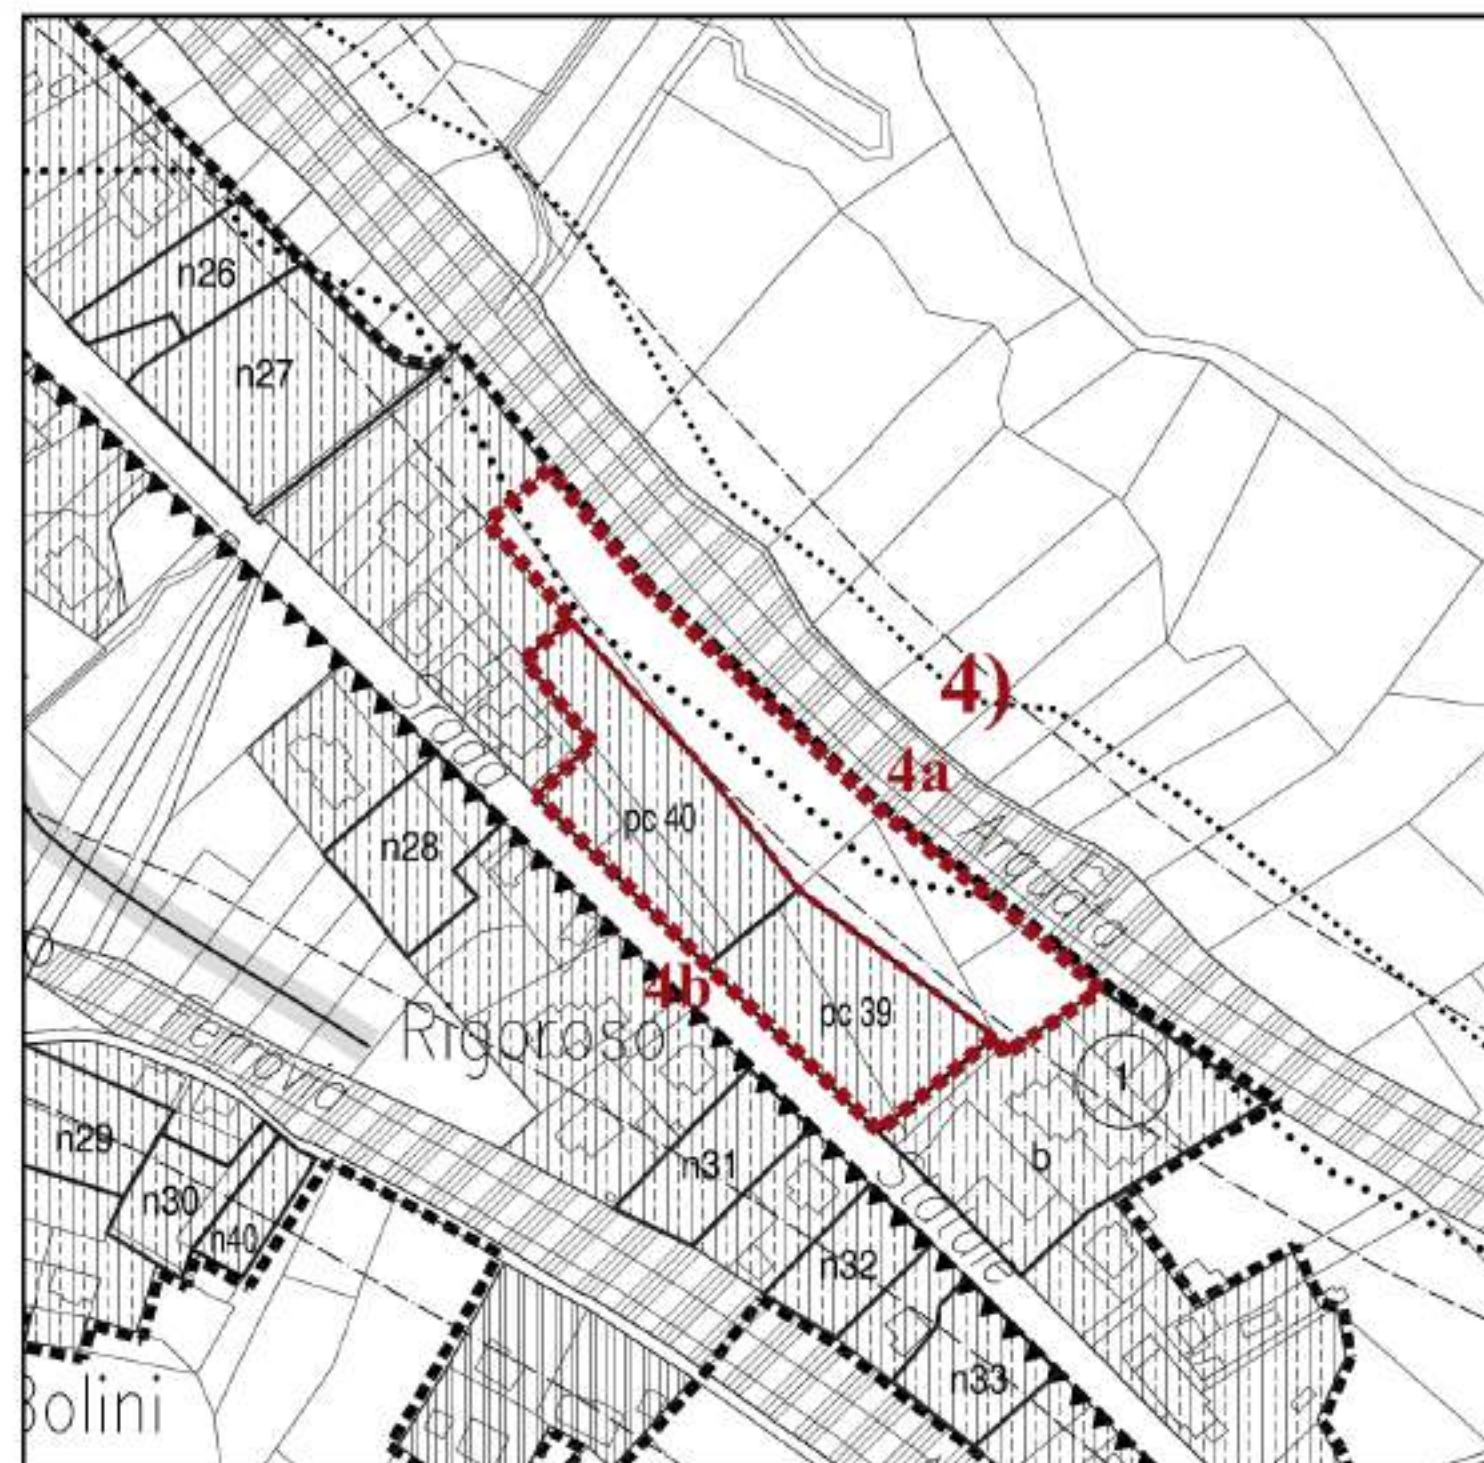 n26
n27
4)
4a
Strada
pc 40
n28
Arquata
4b
pc 39
Rigoroso
Ferrovia
1
n29
n31
b
n30
n40
Statale
n32
n33
Bolini